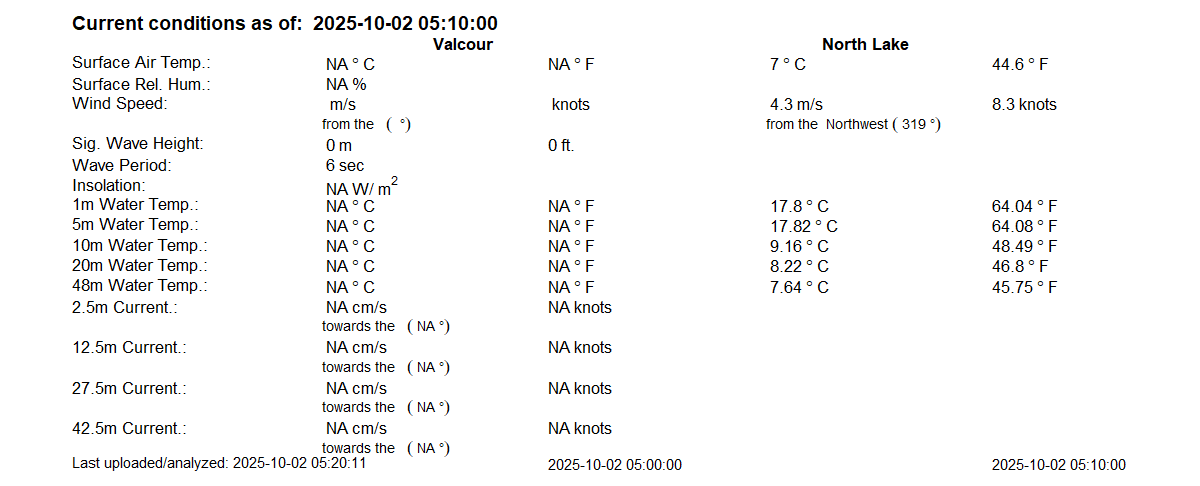 Current conditions as of: 2025-10-02 05:10:00
Valcour North Lake
Surface Air Temp.: NA ° C NA ° F 7 ° C 44.6 ° F
Surface Rel. Hum.: NA %
Wind Speed: m/s knots 4.3 m/s 8.3 knots
from the ( °) from the Northwest ( 319 °)
Sig. Wave Height: 0 m 0 ft.
Wave Period: 6 sec
Insolation: NA W/ m2
1m Water Temp.: NA ° C NA ° F 17.8 ° C 64.04 ° F
5m Water Temp.: NA ° C NA ° F 17.82 ° C 64.08 ° F
10m Water Temp.: NA ° C NA ° F 9.16 ° C 48.49 ° F
20m Water Temp.: NA ° C NA ° F 8.22 ° C 46.8 ° F
48m Water Temp.: NA ° C NA ° F 7.64 ° C 45.75 ° F
2.5m Current.: NA cm/s NA knots
towards the ( NA °)
12.5m Current.: NA cm/s NA knots
towards the ( NA °)
27.5m Current.: NA cm/s NA knots
towards the ( NA °)
42.5m Current.: NA cm/s NA knots
towards the ( NA °)
Last uploaded/analyzed: 2025-10-02 05:20:11 2025-10-02 05:00:00 2025-10-02 05:10:00